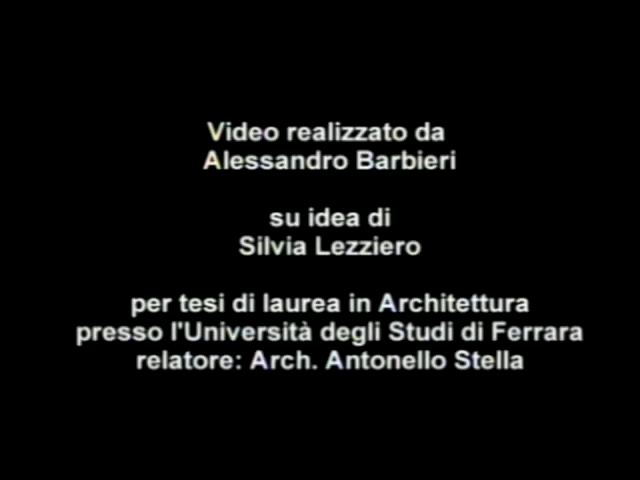 Video realizzato da
Alessandro Barbieri
su idea di
Silvia Lezziero
per tesi di laurea in Architettura
presso l'Università degli Studi di Ferrara
relatore: Arch. Antonello Stella